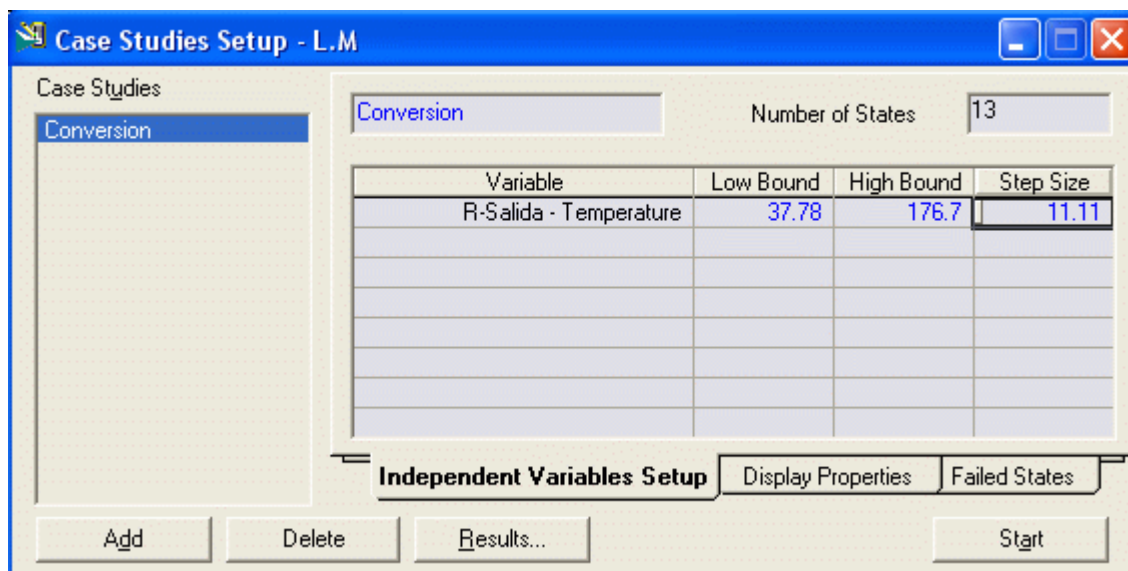 Case Studies Setup - L.M
Case Studies
Conversion
Conversion
Number of States 13
Variable Low Bound High Bound Step Size
R-Salida - Temperature 37.78 176.7 11.11
Independent Variables Setup Display Properties Failed States
Add Delete Results... Start